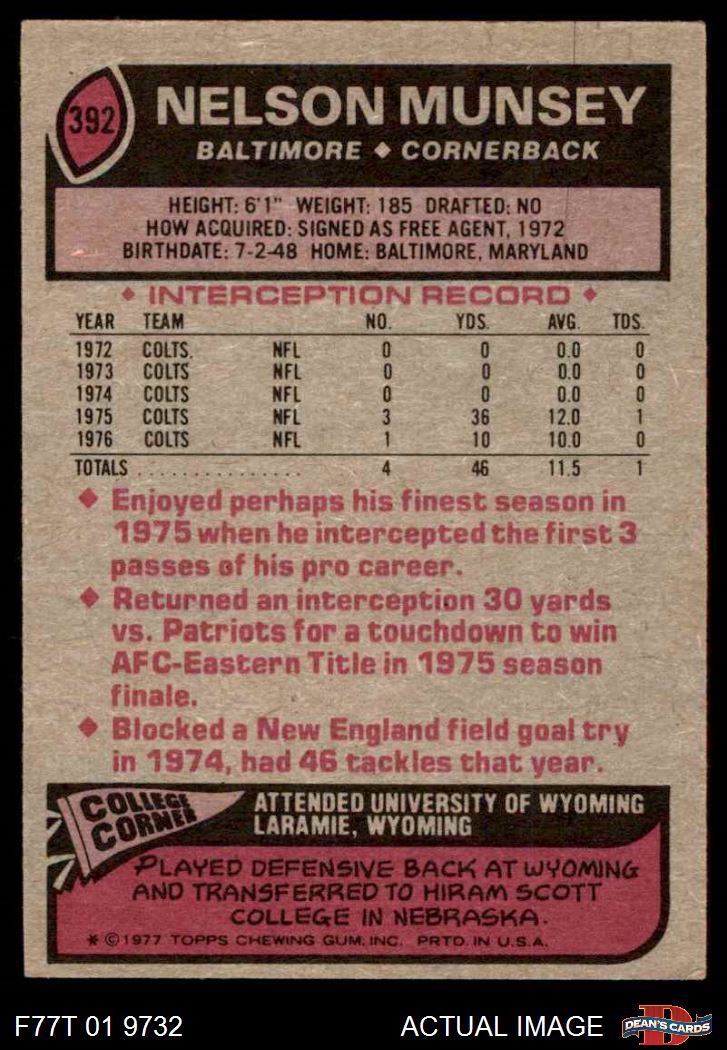 392
NELSON MUNSEY
BALTIMORE ◆ CORNERBACK
HEIGHT: 6'1" WEIGHT: 185 DRAFTED: NO
HOW ACQUIRED: SIGNED AS FREE AGENT, 1972
BIRTHDATE: 7-2-48 HOME: BALTIMORE, MARYLAND
◆ INTERCEPTION RECORD ◆
YEAR TEAM NO. YDS. AVG. TDS.
1972 COLTS. NFL 0 0 0.0 0
1973 COLTS NFL 0 0 0.0 0
1974 COLTS NFL 0 0 0.0 0
1975 COLTS NFL 3 36 12.0 1
1976 COLTS NFL 1 10 10.0 0
TOTALS . . . . . . . . . . . . . . . 4 46 11.5 1
◆ Enjoyed perhaps his finest season in
1975 when he intercepted the first 3
passes of his pro career.
◆ Returned an interception 30 yards
vs. Patriots for a touchdown to win
AFC-Eastern Title in 1975 season
finale.
◆ Blocked a New England field goal try
in 1974, had 46 tackles that year.
COLLEGE
CORNER
ATTENDED UNIVERSITY OF WYOMING
LARAMIE, WYOMING
PLAYED DEFENSIVE BACK AT WYOMING
AND TRANSFERRED TO HIRAM SCOTT
COLLEGE IN NEBRASKA.
* © 1977 TOPPS CHEWING GUM, INC. PRTD. IN U.S.A.
F77T 01 9732 ACTUAL IMAGE
D
DEAN'S CARDS